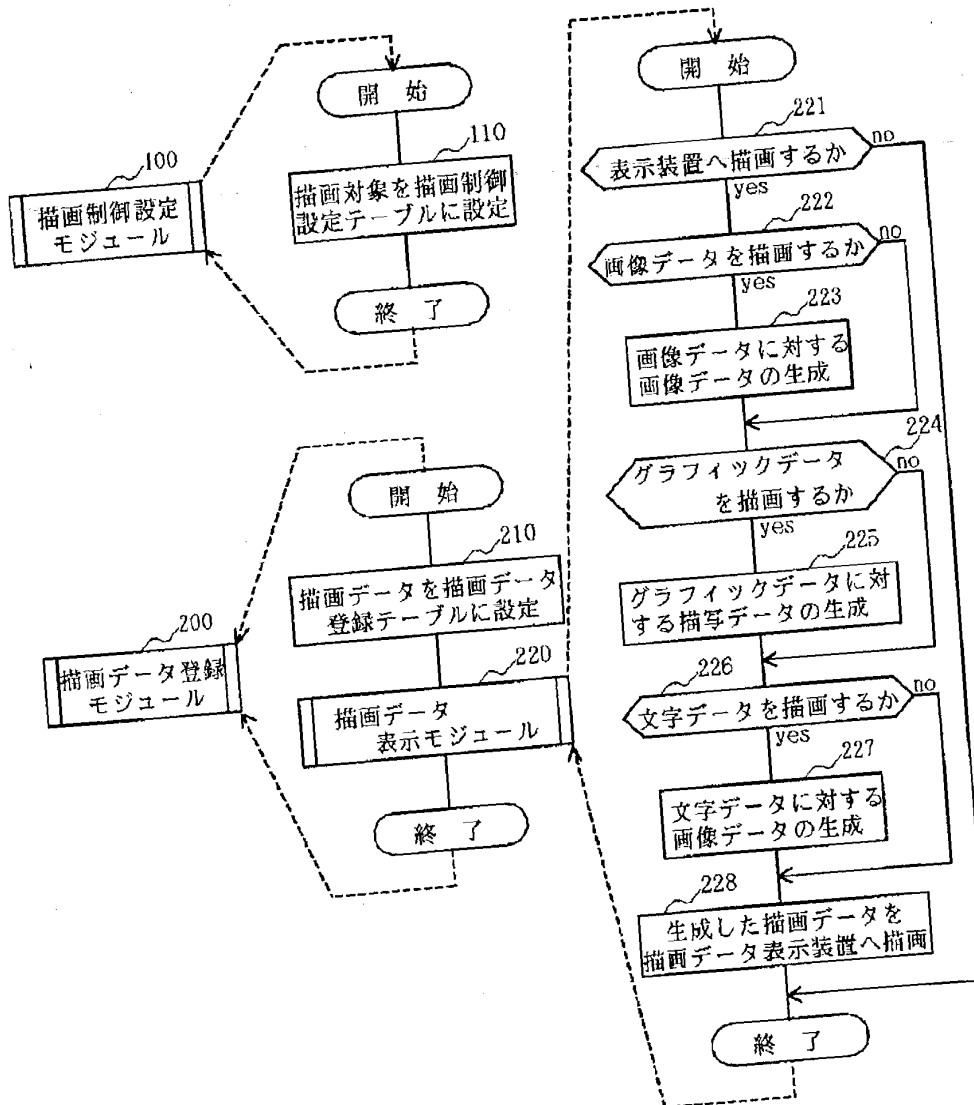 100
描画制御設定
モジュール
開 始
110
描画対象を描画制御
設定テーブルに設定
終 了
200
描画データ登録
モジュール
開 始
210
描画データを描画データ
登録テーブルに設定
220
描画データ
表示モジュール
終 了
開 始
221
表示装置へ描画するか
no
yes
222
画像データを描画するか
no
yes
223
画像データに対する
画像データの生成
224
グラフィックデータ
を描画するか
no
yes
225
グラフィックデータに対
する描写データの生成
226
文字データを描画するか
no
yes
227
文字データに対する
画像データの生成
228
生成した描画データを
描画データ表示装置へ描画
終 了